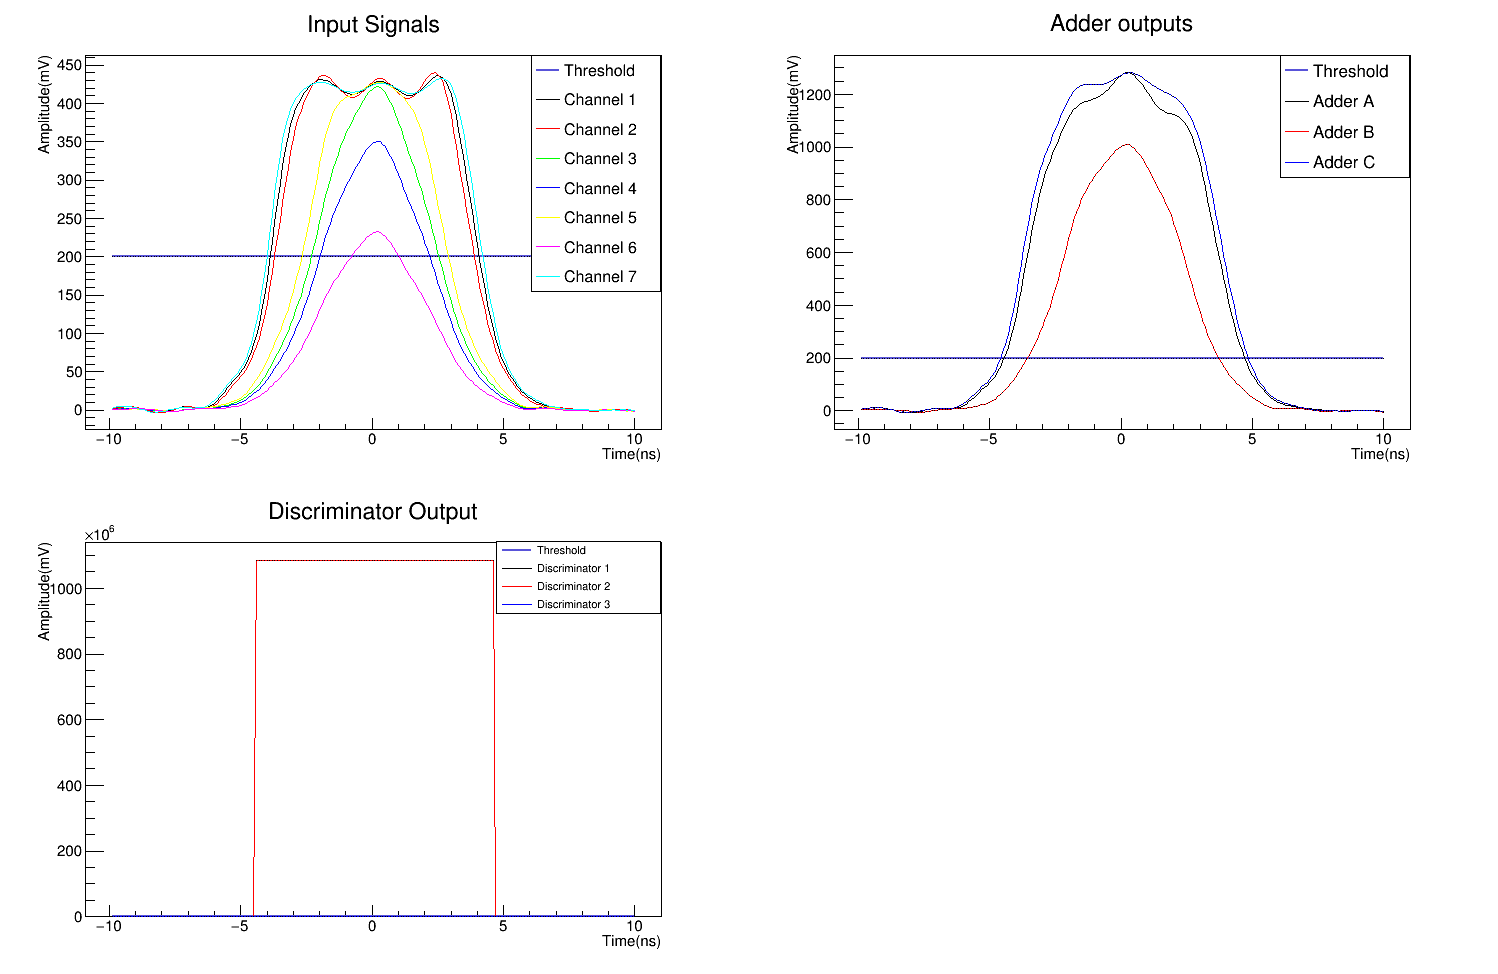 Input Signals
Amplitude(mV)
450
400
350
300
250
200
150
100
50
0
−10
−5
0
5
10
Time(ns)
Threshold
Channel 1
Channel 2
Channel 3
Channel 4
Channel 5
Channel 6
Channel 7
Adder outputs
Amplitude(mV)
1200
1000
800
600
400
200
0
−10
−5
0
5
10
Time(ns)
Threshold
Adder A
Adder B
Adder C
Discriminator Output
×10⁶
Amplitude(mV)
1000
800
600
400
200
0
−10
−5
0
5
10
Time(ns)
Threshold
Discriminator 1
Discriminator 2
Discriminator 3